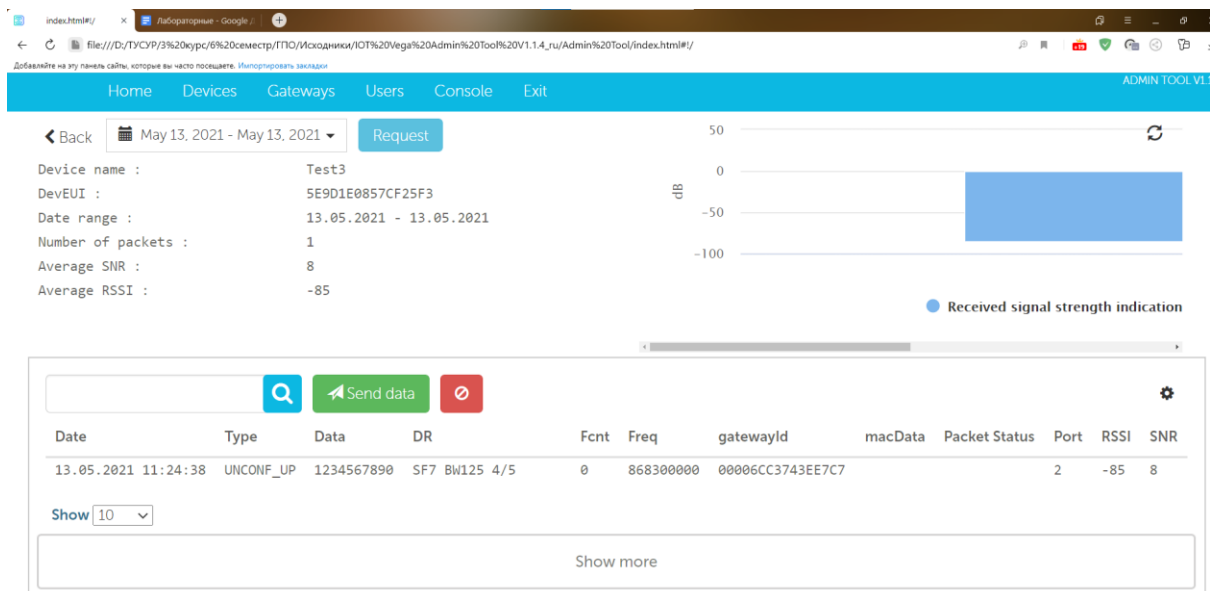 index.html#!/ × Лабораторные - Google Д
file:///D:/ТУСУР/3%20курс/6%20семестр/ГПО/Исходники/IOT%20Vega%20Admin%20Tool%20V1.1.4_ru/Admin%20Tool/index.html#!/
Добавляйте на эту панель сайты, которые вы часто посещаете. Импортировать закладки
Home Devices Gateways Users Console Exit ADMIN TOOL V1.
Back May 13, 2021 - May 13, 2021 Request
Device name : Test3
DevEUI : 5E9D1E0857CF25F3
Date range : 13.05.2021 - 13.05.2021
Number of packets : 1
Average SNR : 8
Average RSSI : -85
50
0
dB
-50
-100
Received signal strength indication
Send data
Date Type Data DR Fcnt Freq gatewayId macData Packet Status Port RSSI SNR
13.05.2021 11:24:38 UNCONF_UP 1234567890 SF7 BW125 4/5 0 868300000 00006CC3743EE7C7 2 -85 8
Show 10
Show more